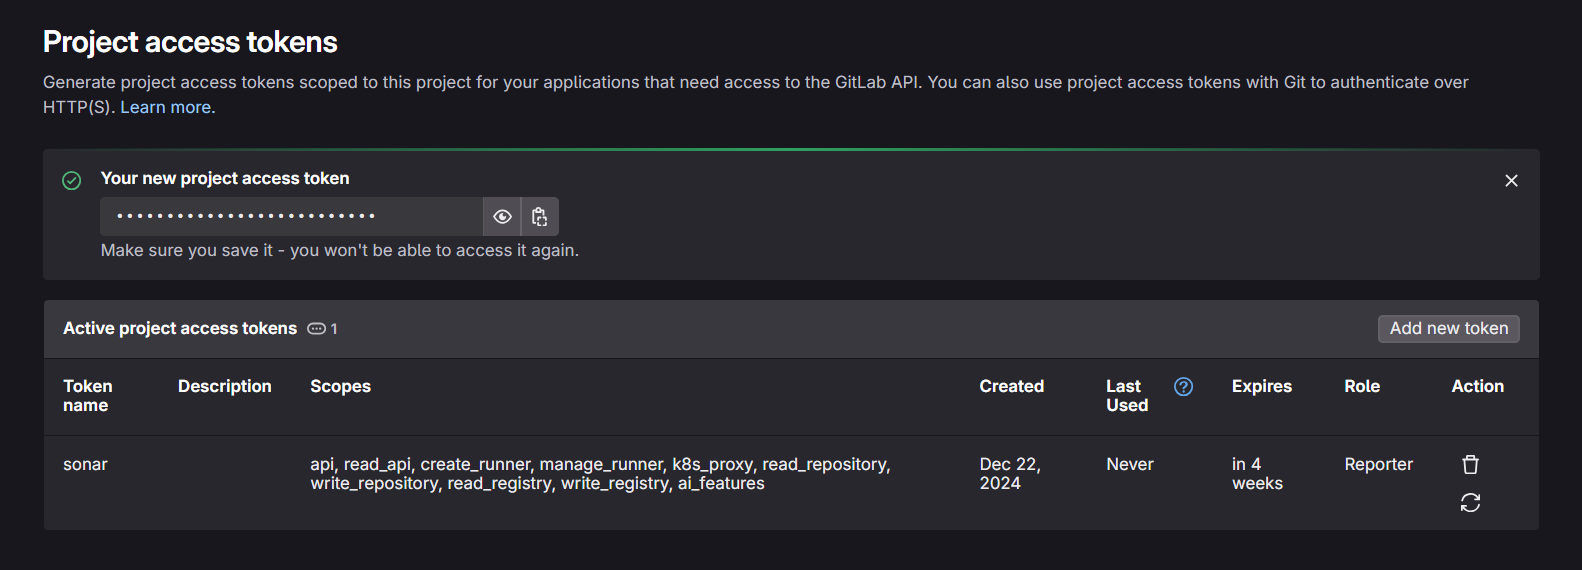 Project access tokens
Generate project access tokens scoped to this project for your applications that need access to the GitLab API. You can also use project access tokens with Git to authenticate over
HTTP(S). Learn more.
Your new project access token
••••••••••••••••••••••••••
Make sure you save it - you won't be able to access it again.
Active project access tokens 1
Add new token
Token name
Description
Scopes
Created
Last Used
Expires
Role
Action
sonar
api, read_api, create_runner, manage_runner, k8s_proxy, read_repository,
write_repository, read_registry, write_registry, ai_features
Dec 22,
2024
Never
in 4
weeks
Reporter